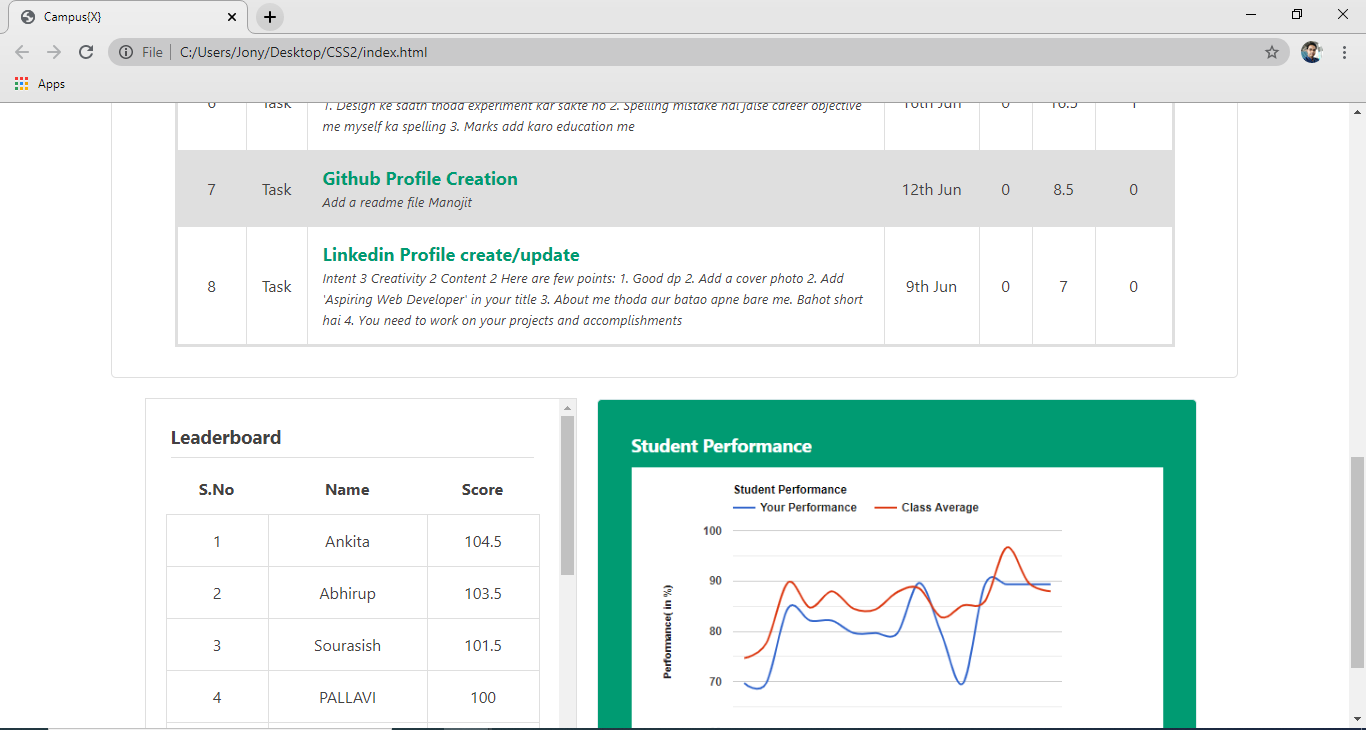 Campus{X}
File C:/Users/Jony/Desktop/CSS2/index.html
Apps
6 Task 1. Design ke saath thoda experiment kar sakte ho 2. Spelling mistake hai jaise career objective 10th Jun 0 10.5 1
me myself ka spelling 3. Marks add karo education me
Github Profile Creation
7 Task 12th Jun 0 8.5 0
Add a readme file Manojit
Linkedin Profile create/update
Intent 3 Creativity 2 Content 2 Here are few points: 1. Good dp 2. Add a cover photo 2. Add
8 Task 9th Jun 0 7 0
'Aspiring Web Developer' in your title 3. About me thoda aur batao apne bare me. Bahot short
hai 4. You need to work on your projects and accomplishments
Leaderboard
S.No Name Score
1 Ankita 104.5
2 Abhirup 103.5
3 Sourasish 101.5
4 PALLAVI 100
Student Performance
Student Performance
Your Performance Class Average
100
90
80
70
Performance( in %)